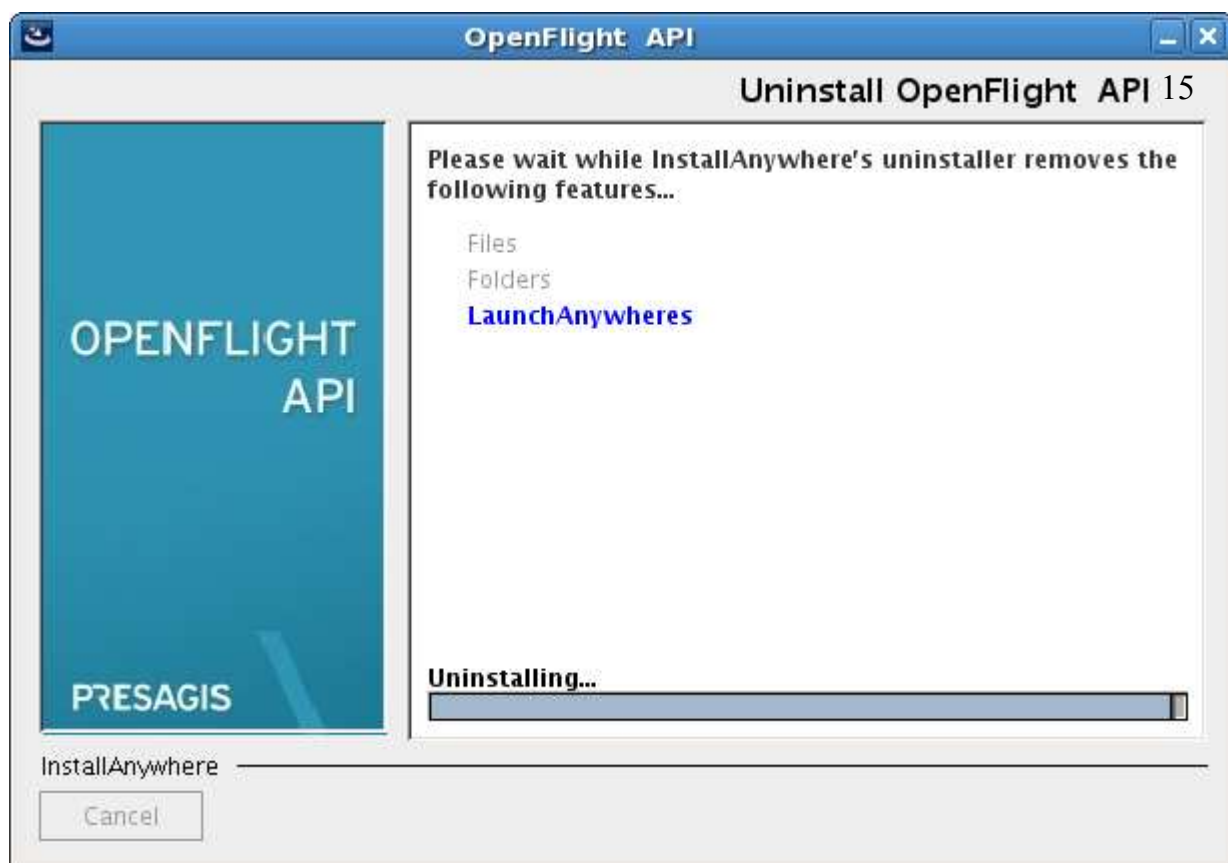 OpenFlight API
Uninstall OpenFlight API 15
OPENFLIGHT
API
PRESAGIS
Please wait while InstallAnywhere's uninstaller removes the
following features...
Files
Folders
LaunchAnywheres
Uninstalling...
InstallAnywhere
Cancel